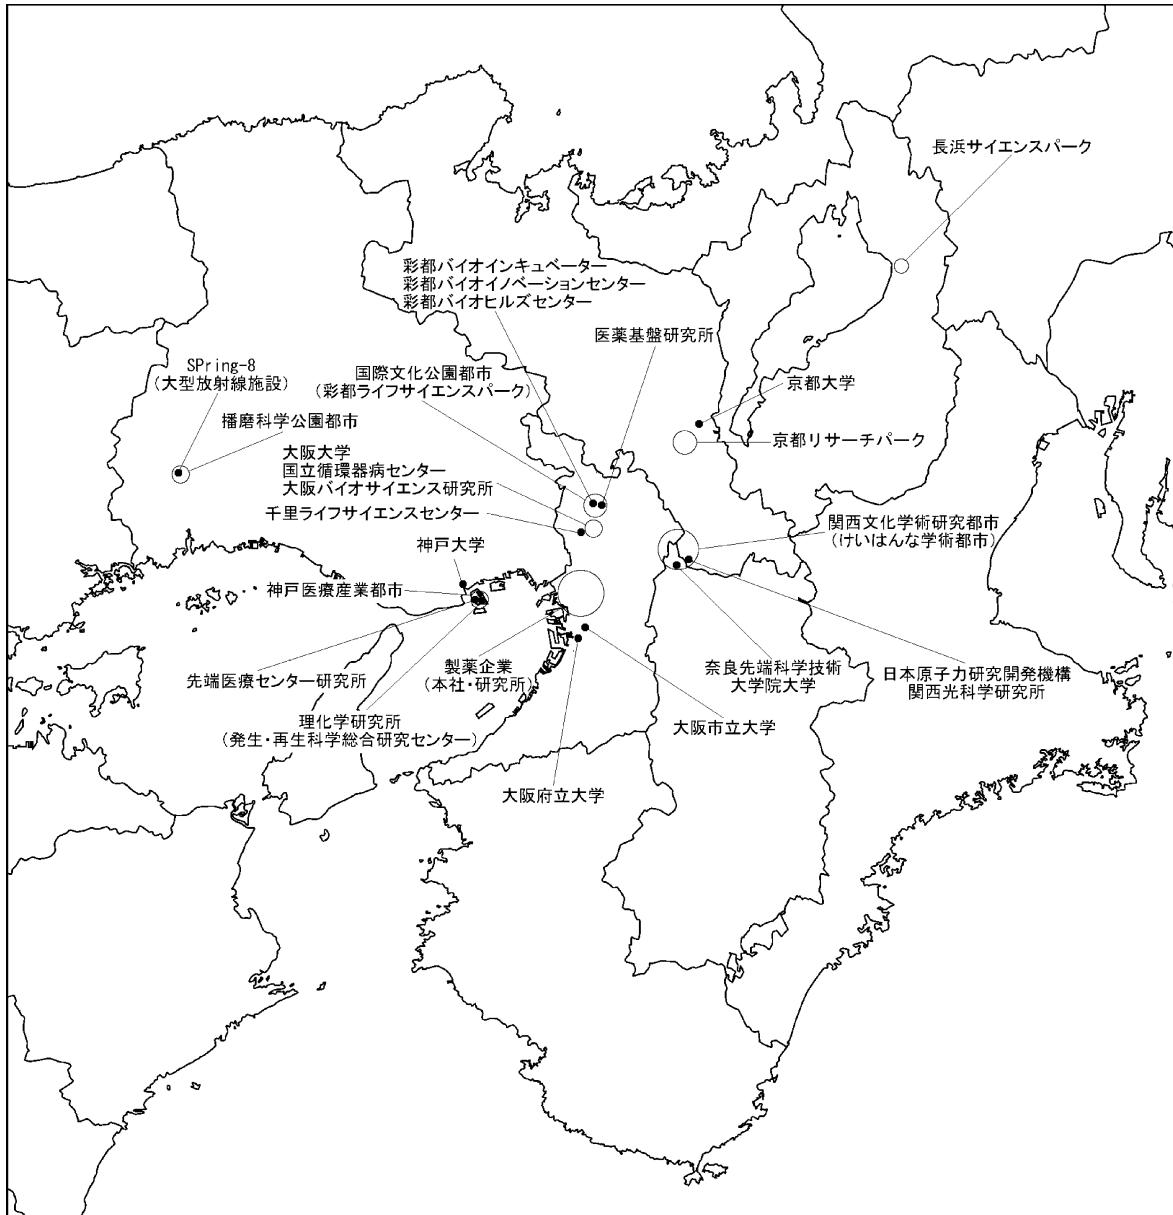 長浜サイエンスパーク
彩都バイオインキュベーター
彩都バイオイノベーションセンター
彩都バイオヒルズセンター
医薬基盤研究所
SPring-8
(大型放射線施設)
国際文化公園都市
(彩都ライフサイエンスパーク)
京都大学
播磨科学公園都市
京都リサーチパーク
大阪大学
国立循環器病センター
大阪バイオサイエンス研究所
千里ライフサイエンスセンター
関西文化学術研究都市
(けいはんな学術都市)
神戸大学
神戸医療産業都市
先端医療センター研究所
製薬企業
(本社・研究所)
奈良先端科学技術
大学院大学
日本原子力研究開発機構
関西光科学研究所
理化学研究所
(発生・再生科学総合研究センター)
大阪市立大学
大阪府立大学